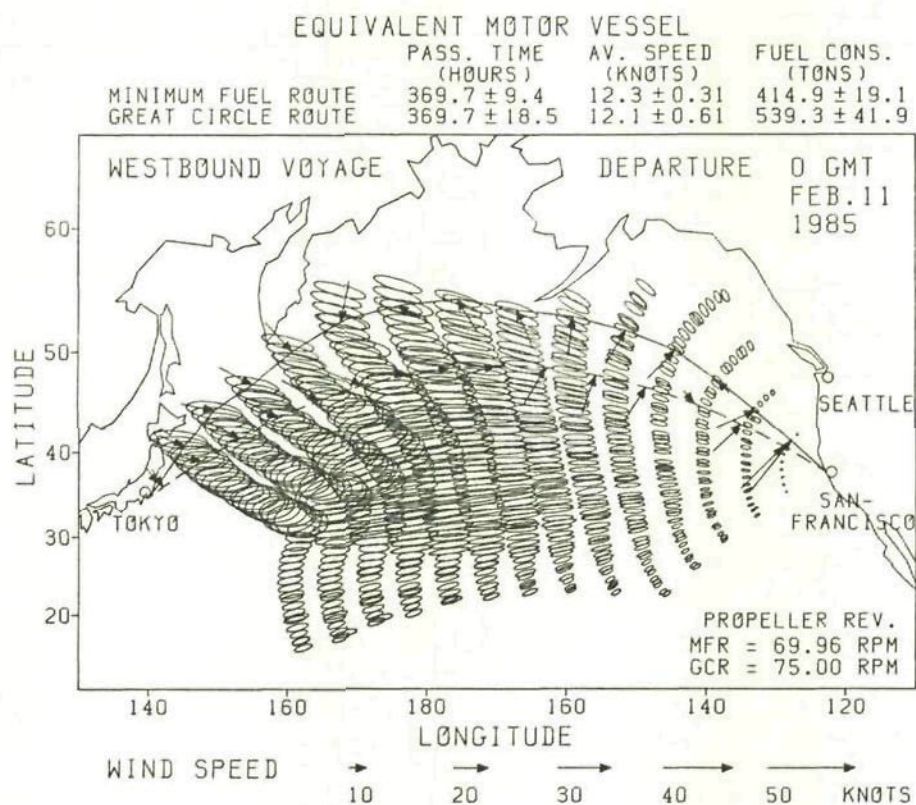 EQUIVALENT MOTOR VESSEL
PASS. TIME AV. SPEED FUEL CONS.
(HOURS) (KNOTS) (TONS)
MINIMUM FUEL ROUTE 369.7 ± 9.4 12.3 ± 0.31 414.9 ± 19.1
GREAT CIRCLE ROUTE 369.7 ± 18.5 12.1 ± 0.61 539.3 ± 41.9
WESTBOUND VOYAGE DEPARTURE 0 GMT
FEB. 11
1985
60
50
40
30
20
LATITUDE
SEATTLE
SAN-
FRANCISCO
TOKYO
PROPELLER REV.
MFR = 69.96 RPM
GCR = 75.00 RPM
140 160 180 160 140 120
LONGITUDE
WIND SPEED
10 20 30 40 50 KNOTS